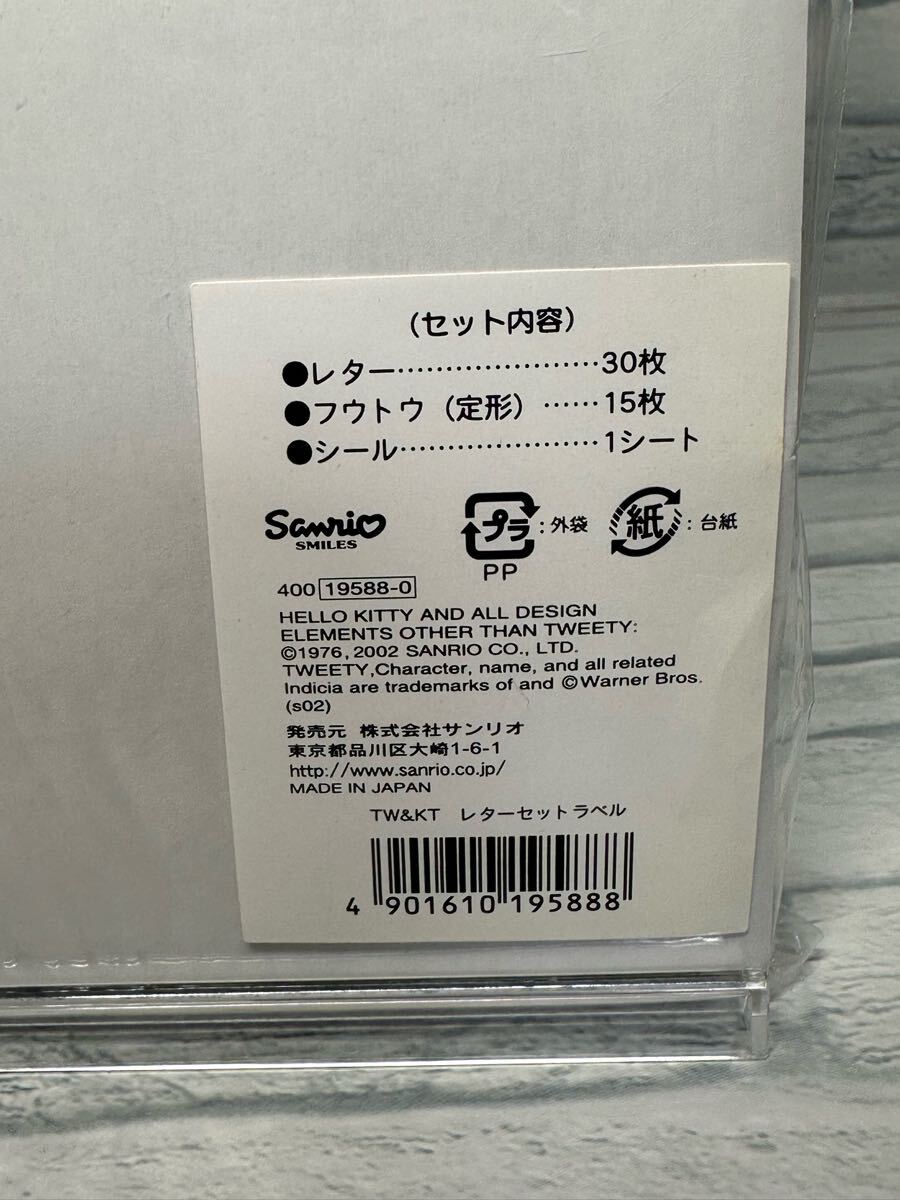 (セット内容)
●レター…………………30枚
●フウトウ（定形）……15枚
●シール…………………1シート
Sanrio
SMILES
プラ:外袋
PP
紙:台紙
400 19588-0
HELLO KITTY AND ALL DESIGN
ELEMENTS OTHER THAN TWEETY:
©1976,2002 SANRIO CO., LTD.
TWEETY,Character, name, and all related
Indicia are trademarks of and ©Warner Bros.
(s02)
発売元 株式会社サンリオ
東京都品川区大崎1-6-1
http://www.sanrio.co.jp/
MADE IN JAPAN
TW&KT レターセットラベル
4 901610 195888